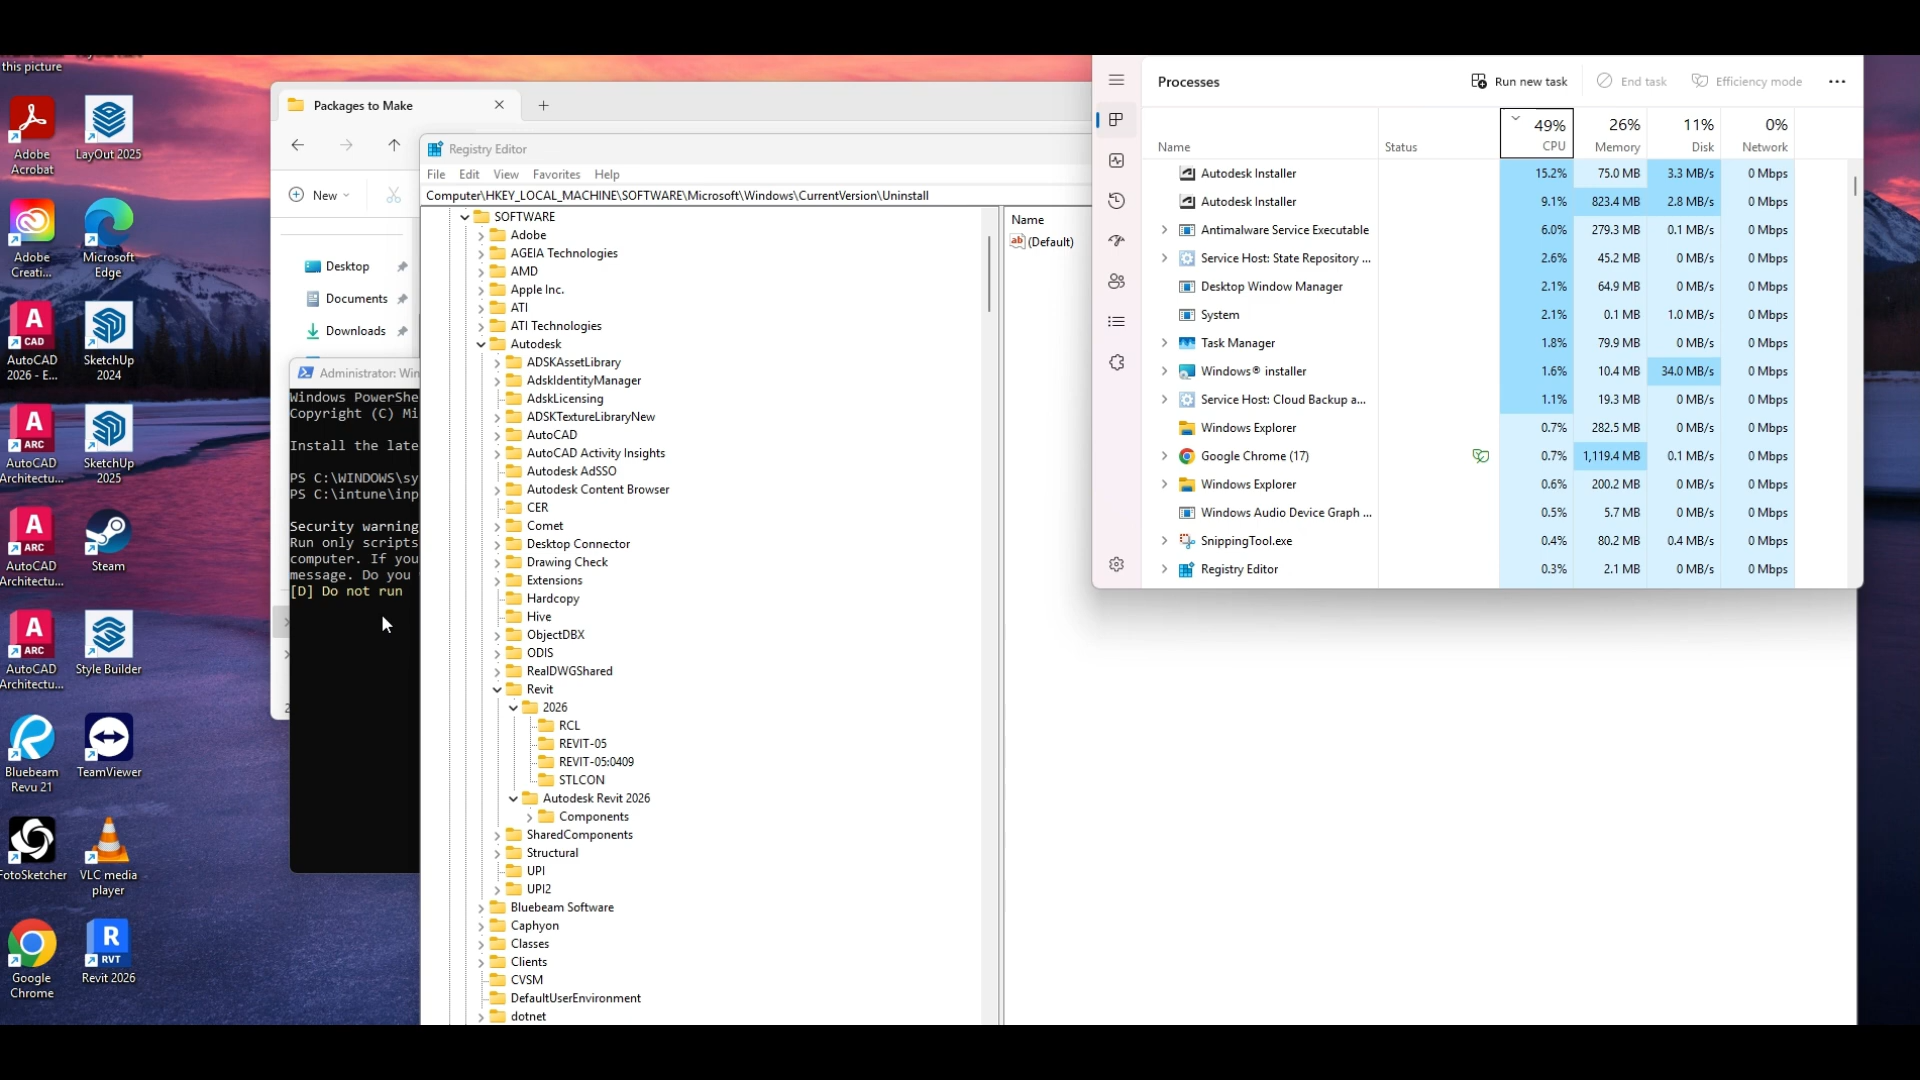 this picture
Adobe
Acrobat
LayOut 2025
Adobe
Creati...
Microsoft
Edge
AutoCAD
2026 - E...
SketchUp
2024
AutoCAD
Architectu...
SketchUp
2025
AutoCAD
Architectu...
Steam
AutoCAD
Architectu...
Style Builder
Bluebeam
Revu 21
TeamViewer
FotoSketcher
VLC media
player
Google
Chrome
Revit 2026
Packages to Make
New
Desktop
Documents
Downloads
Administrator: Win
Windows PowerShe
Copyright (C) Mi
Install the late
PS C:\WINDOWS\sy
PS C:\intune\inp
Security warning
Run only scripts
computer. If you
message. Do you
[D] Do not run
Registry Editor
File Edit View Favorites Help
Computer\HKEY_LOCAL_MACHINE\SOFTWARE\Microsoft\Windows\CurrentVersion\Uninstall
SOFTWARE
Adobe
AGEIA Technologies
AMD
Apple Inc.
ATI
ATI Technologies
Autodesk
ADSKAssetLibrary
AdskIdentityManager
AdskLicensing
ADSKTextureLibraryNew
AutoCAD
AutoCAD Activity Insights
Autodesk AdSSO
Autodesk Content Browser
CER
Comet
Desktop Connector
Drawing Check
Extensions
Hardcopy
Hive
ObjectDBX
ODIS
RealDWGShared
Revit
2026
RCL
REVIT-05
REVIT-05:0409
STLCON
Autodesk Revit 2026
Components
SharedComponents
Structural
UPI
UPI2
Bluebeam Software
Caphyon
Classes
Clients
CVSM
DefaultUserEnvironment
dotnet
Name
(Default)
Processes
Run new task
End task
Efficiency mode
49% 26% 11% 0%
Name Status CPU Memory Disk Network
Autodesk Installer 15.2% 75.0 MB 3.3 MB/s 0 Mbps
Autodesk Installer 9.1% 823.4 MB 2.8 MB/s 0 Mbps
Antimalware Service Executable 6.0% 279.3 MB 0.1 MB/s 0 Mbps
Service Host: State Repository ... 2.6% 45.2 MB 0 MB/s 0 Mbps
Desktop Window Manager 2.1% 64.9 MB 0 MB/s 0 Mbps
System 2.1% 0.1 MB 1.0 MB/s 0 Mbps
Task Manager 1.8% 79.9 MB 0 MB/s 0 Mbps
Windows® installer 1.6% 10.4 MB 34.0 MB/s 0 Mbps
Service Host: Cloud Backup a... 1.1% 19.3 MB 0 MB/s 0 Mbps
Windows Explorer 0.7% 282.5 MB 0 MB/s 0 Mbps
Google Chrome (17) 0.7% 1,119.4 MB 0.1 MB/s 0 Mbps
Windows Explorer 0.6% 200.2 MB 0 MB/s 0 Mbps
Windows Audio Device Graph ... 0.5% 5.7 MB 0 MB/s 0 Mbps
SnippingTool.exe 0.4% 80.2 MB 0.4 MB/s 0 Mbps
Registry Editor 0.3% 2.1 MB 0 MB/s 0 Mbps